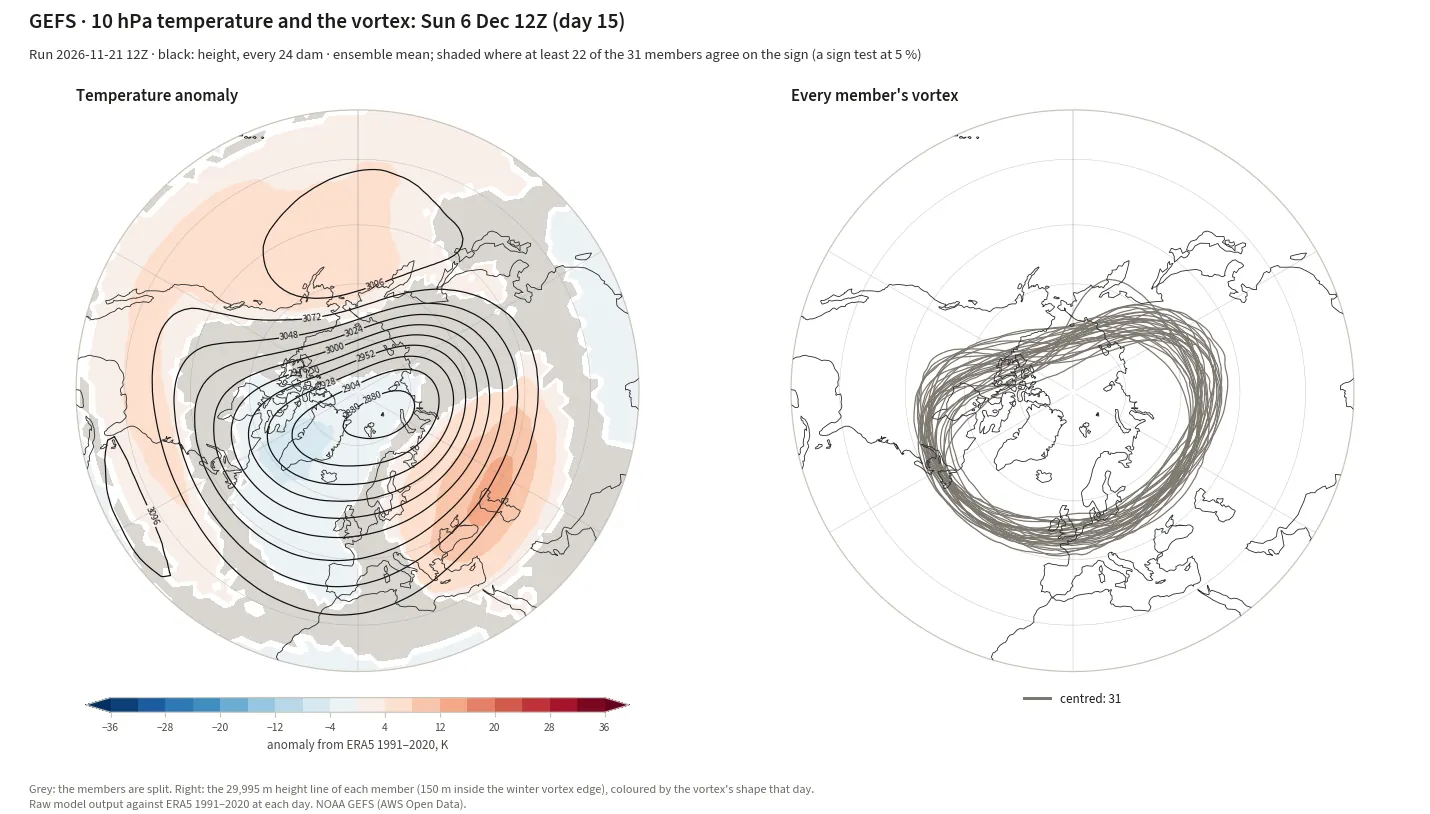 GEFS · 10 hPa temperature and the vortex: Sun 6 Dec 12Z (day 15)
Run 2026-11-21 12Z · black: height, every 24 dam · ensemble mean; shaded where at least 22 of the 31 members agree on the sign (a sign test at 5 %)
Temperature anomaly
Every member's vortex
3096
3072
3048
3024
3000
2952
2928
2904
2880
2880
3096
centred: 31
−36
−28
−20
−12
−4
4
12
20
28
36
anomaly from ERA5 1991–2020, K
Grey: the members are split. Right: the 29,995 m height line of each member (150 m inside the winter vortex edge), coloured by the vortex's shape that day.
Raw model output against ERA5 1991–2020 at each day. NOAA GEFS (AWS Open Data).